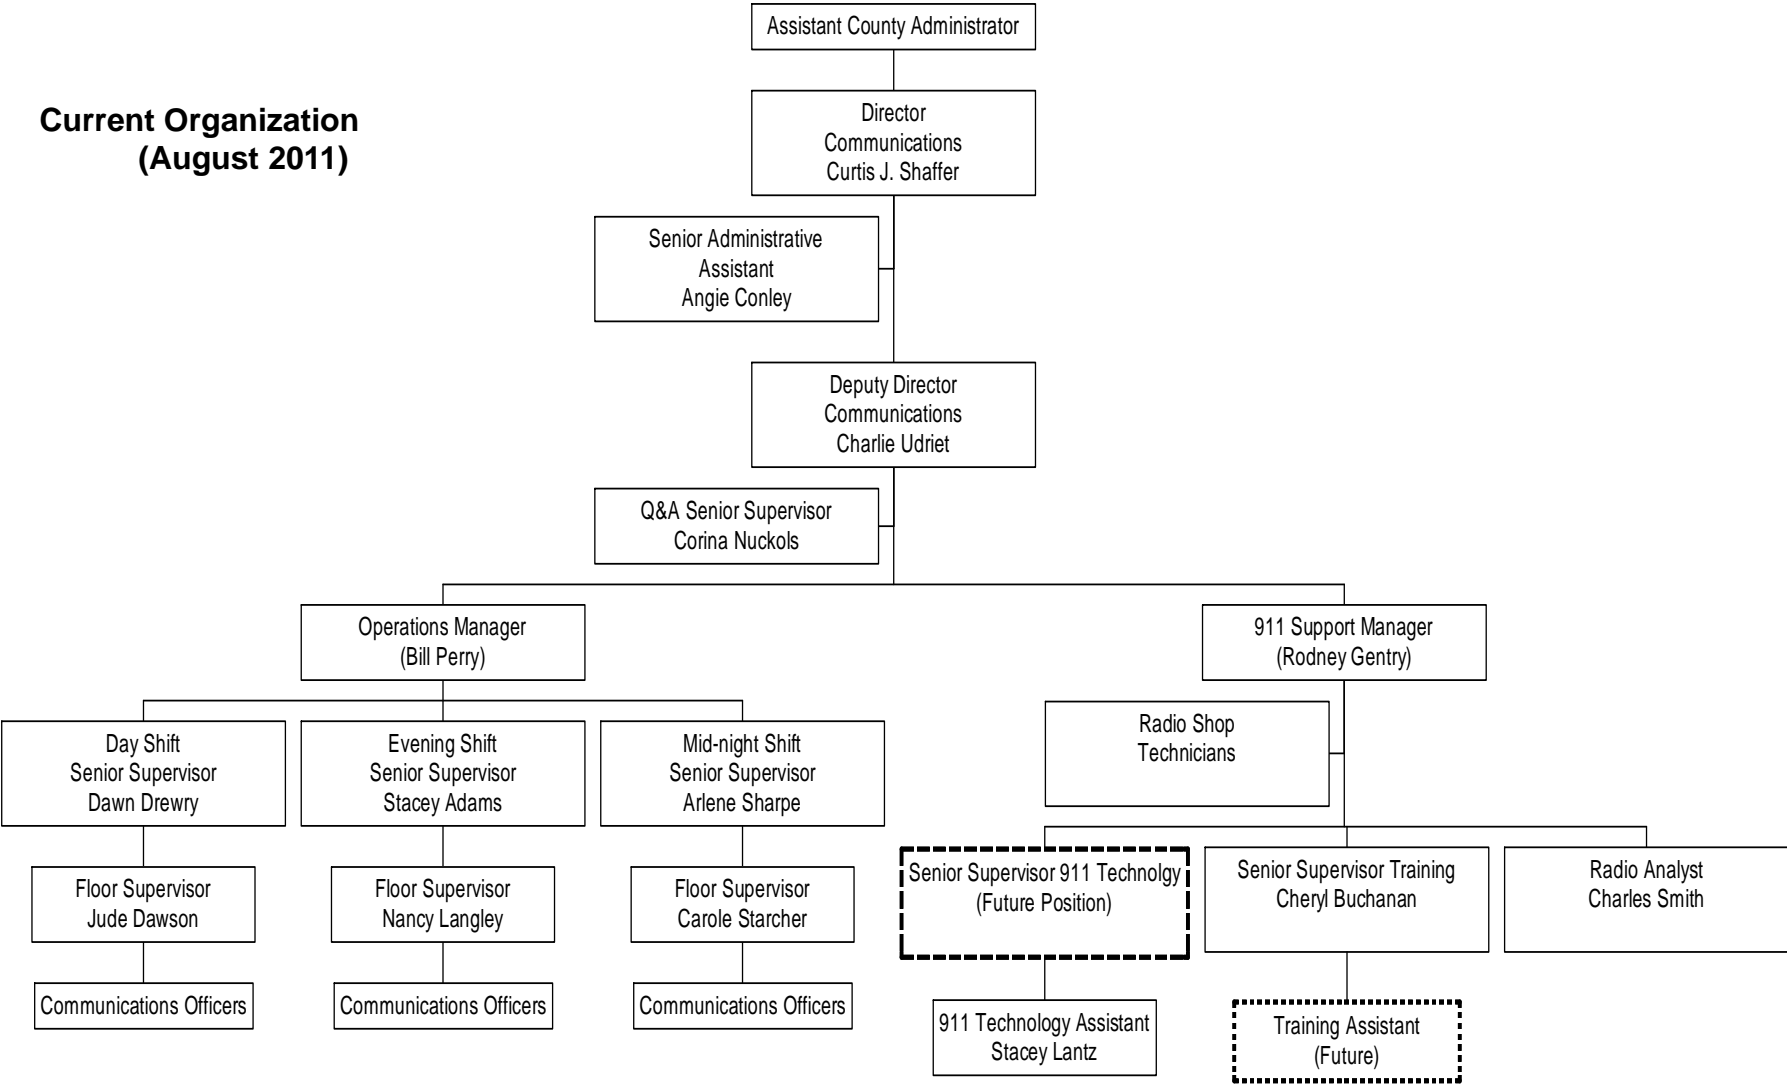 Assistant County Administrator
Current Organization
(August 2011)
Director
Communications
Curtis J. Shaffer
Senior Administrative
Assistant
Angie Conley
Deputy Director
Communications
Charlie Udriet
Q&A Senior Supervisor
Corina Nuckols
Operations Manager
(Bill Perry)
911 Support Manager
(Rodney Gentry)
Radio Shop
Technicians
Day Shift
Senior Supervisor
Dawn Drewry
Evening Shift
Senior Supervisor
Stacey Adams
Mid-night Shift
Senior Supervisor
Arlene Sharpe
Floor Supervisor
Jude Dawson
Floor Supervisor
Nancy Langley
Floor Supervisor
Carole Starcher
Senior Supervisor 911 Technolgy
(Future Position)
Senior Supervisor Training
Cheryl Buchanan
Radio Analyst
Charles Smith
Communications Officers
Communications Officers
Communications Officers
911 Technology Assistant
Stacey Lantz
Training Assistant
(Future)